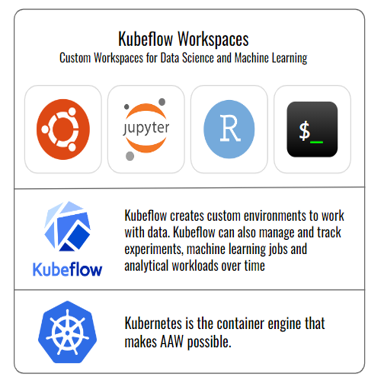 Kubeflow Workspaces
Custom Workspaces for Data Science and Machine Learning
jupyter
R
$_
Kubeflow creates custom environments to work
with data. Kubeflow can also manage and track
experiments, machine learning jobs and
analytical workloads over time
Kubeflow
Kubernetes is the container engine that
makes AAW possible.